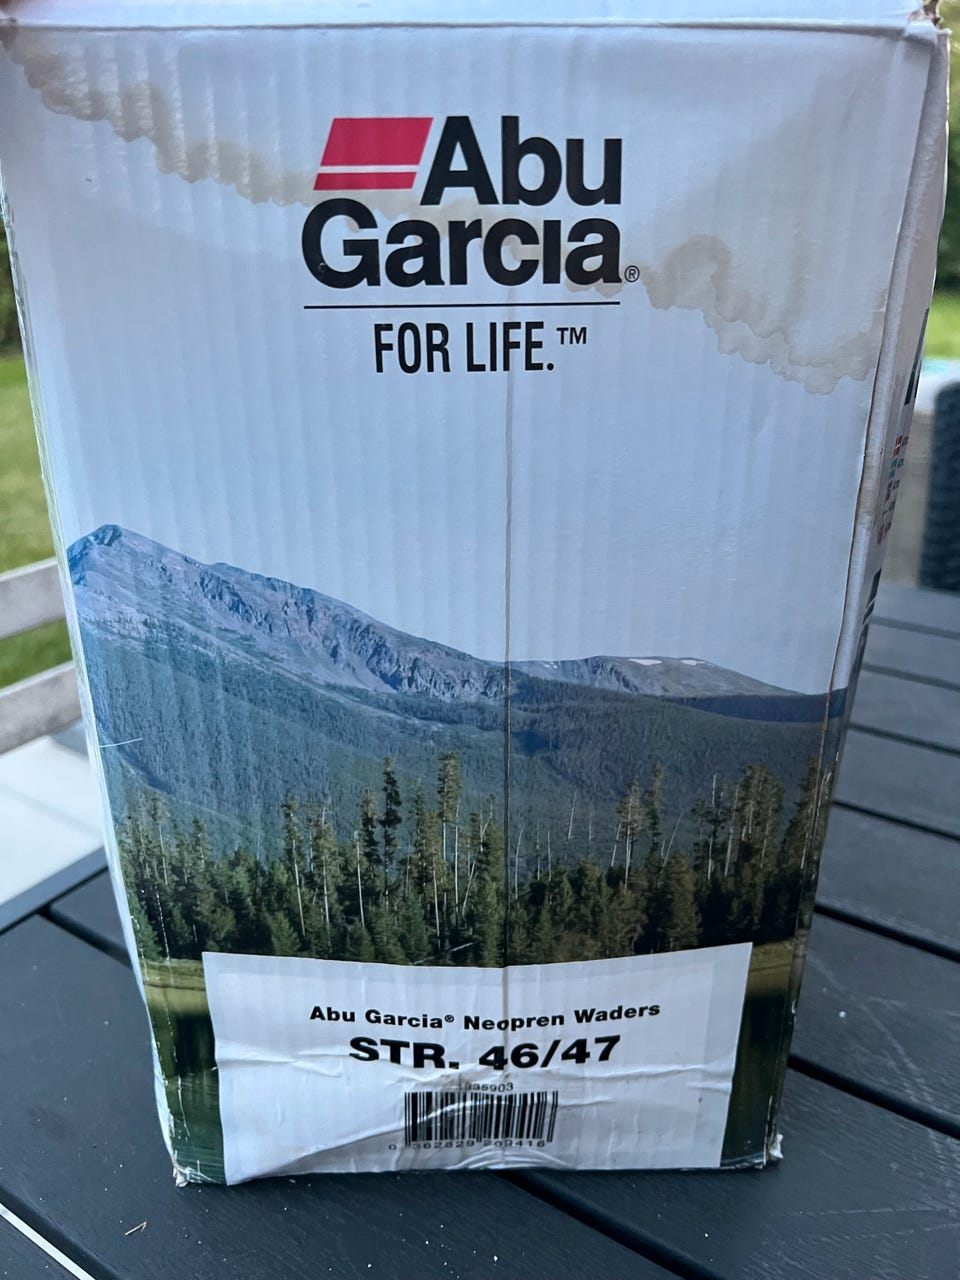 Abu
Garcia®
FOR LIFE.™
Abu Garcia® Neopren Waders
STR. 46/47